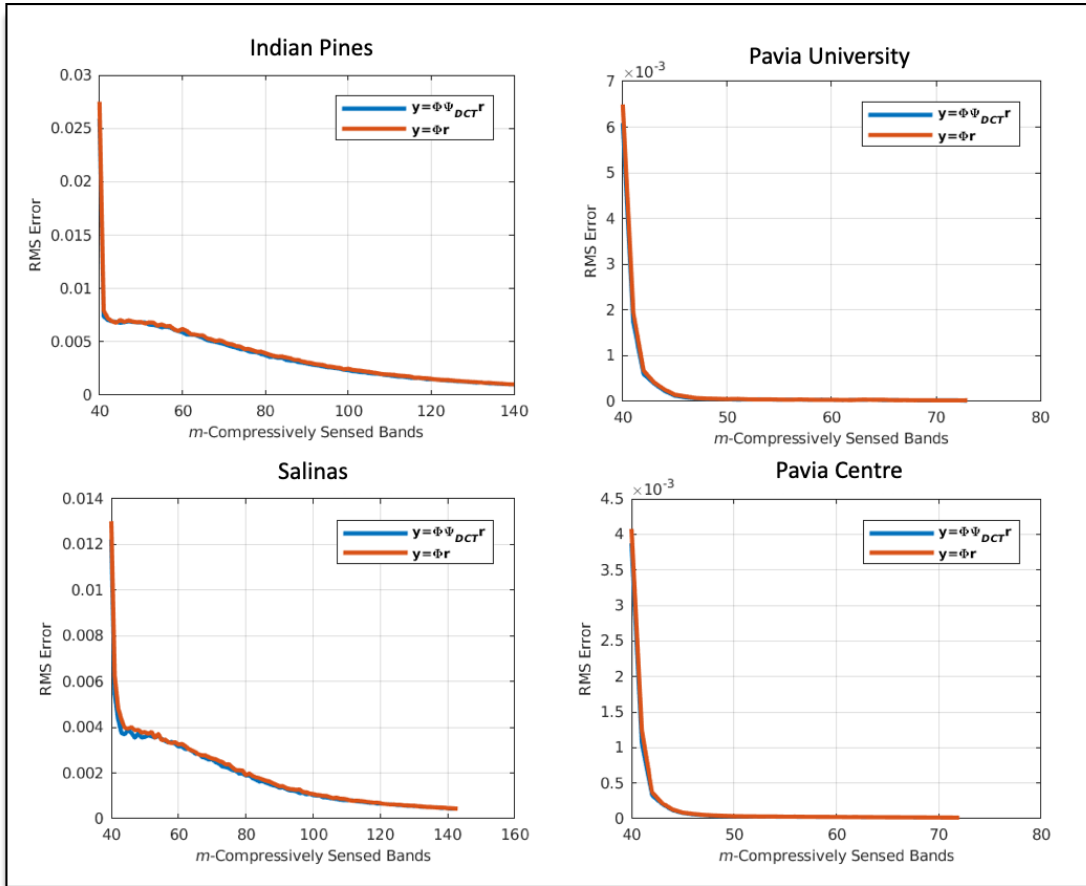 Indian Pines
0.03
0.025
0.02
0.015
0.01
0.005
0
RMS Error
y=ΦΨDCTr
y=Φr
40 60 80 100 120 140
m-Compressively Sensed Bands
Pavia University
×10-3
7
6
5
4
3
2
1
0
RMS Error
y=ΦΨDCTr
y=Φr
40 50 60 70 80
m-Compressively Sensed Bands
Salinas
0.014
0.012
0.01
0.008
0.006
0.004
0.002
0
RMS Error
y=ΦΨDCTr
y=Φr
40 60 80 100 120 140 160
m-Compressively Sensed Bands
Pavia Centre
×10-3
4.5
4
3.5
3
2.5
2
1.5
1
0.5
0
RMS Error
y=ΦΨDCTr
y=Φr
40 50 60 70 80
m-Compressively Sensed Bands